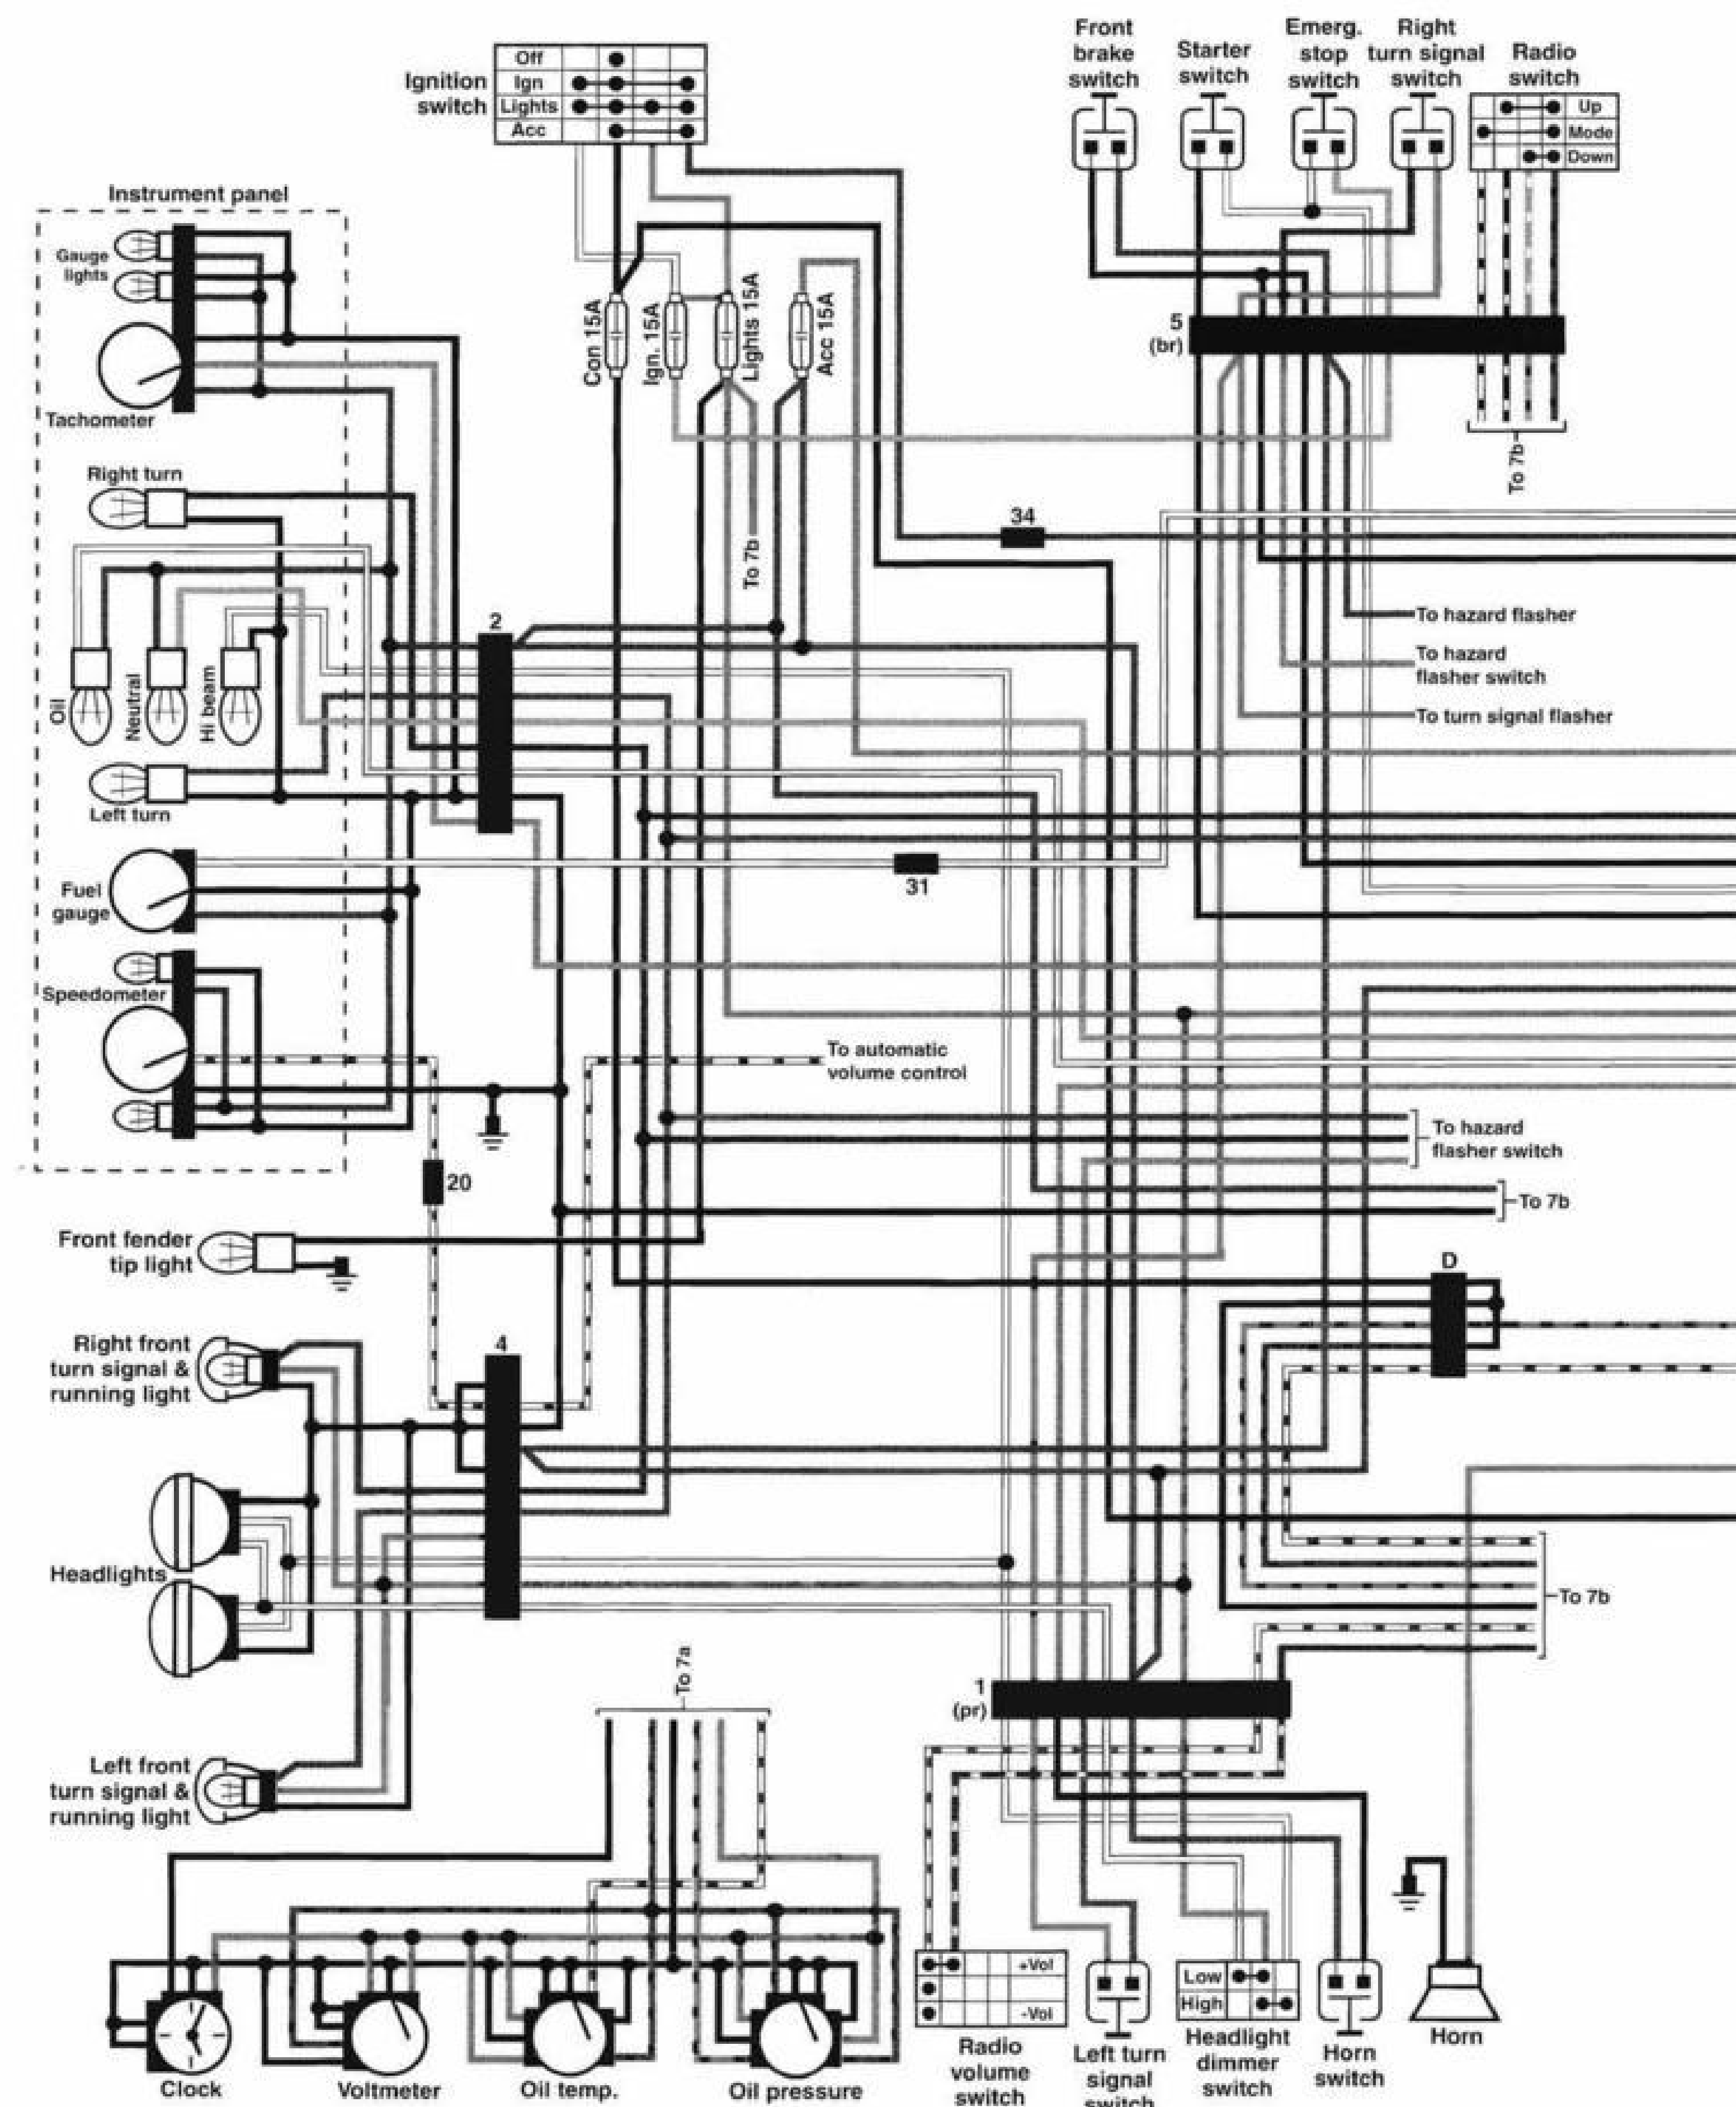 Ignition
switch
Off
Ign
Lights
Acc
Front
brake
switch
Starter
switch
Emerg.
stop
switch
Right
turn signal
switch
Radio
switch
Up
Mode
Down
Instrument panel
Gauge
lights
Tachometer
Con 15A
Ign. 15A
Lights 15A
Acc 15A
5
(br)
To 7b
Right turn
To 7b
34
To hazard flasher
To hazard
flasher switch
To turn signal flasher
2
Oil
Neutral
Hi beam
Left turn
Fuel
gauge
31
Speedometer
To automatic
volume control
To hazard
flasher switch
To 7b
20
Front fender
tip light
D
Right front
turn signal &
running light
4
Headlights
To 7b
To 7a
1
(pr)
Left front
turn signal &
running light
Clock
Voltmeter
Oil temp.
Oil pressure
+Vol
-Vol
Radio
volume
switch
Left turn
signal
switch
Low
High
Headlight
dimmer
switch
Horn
switch
Horn